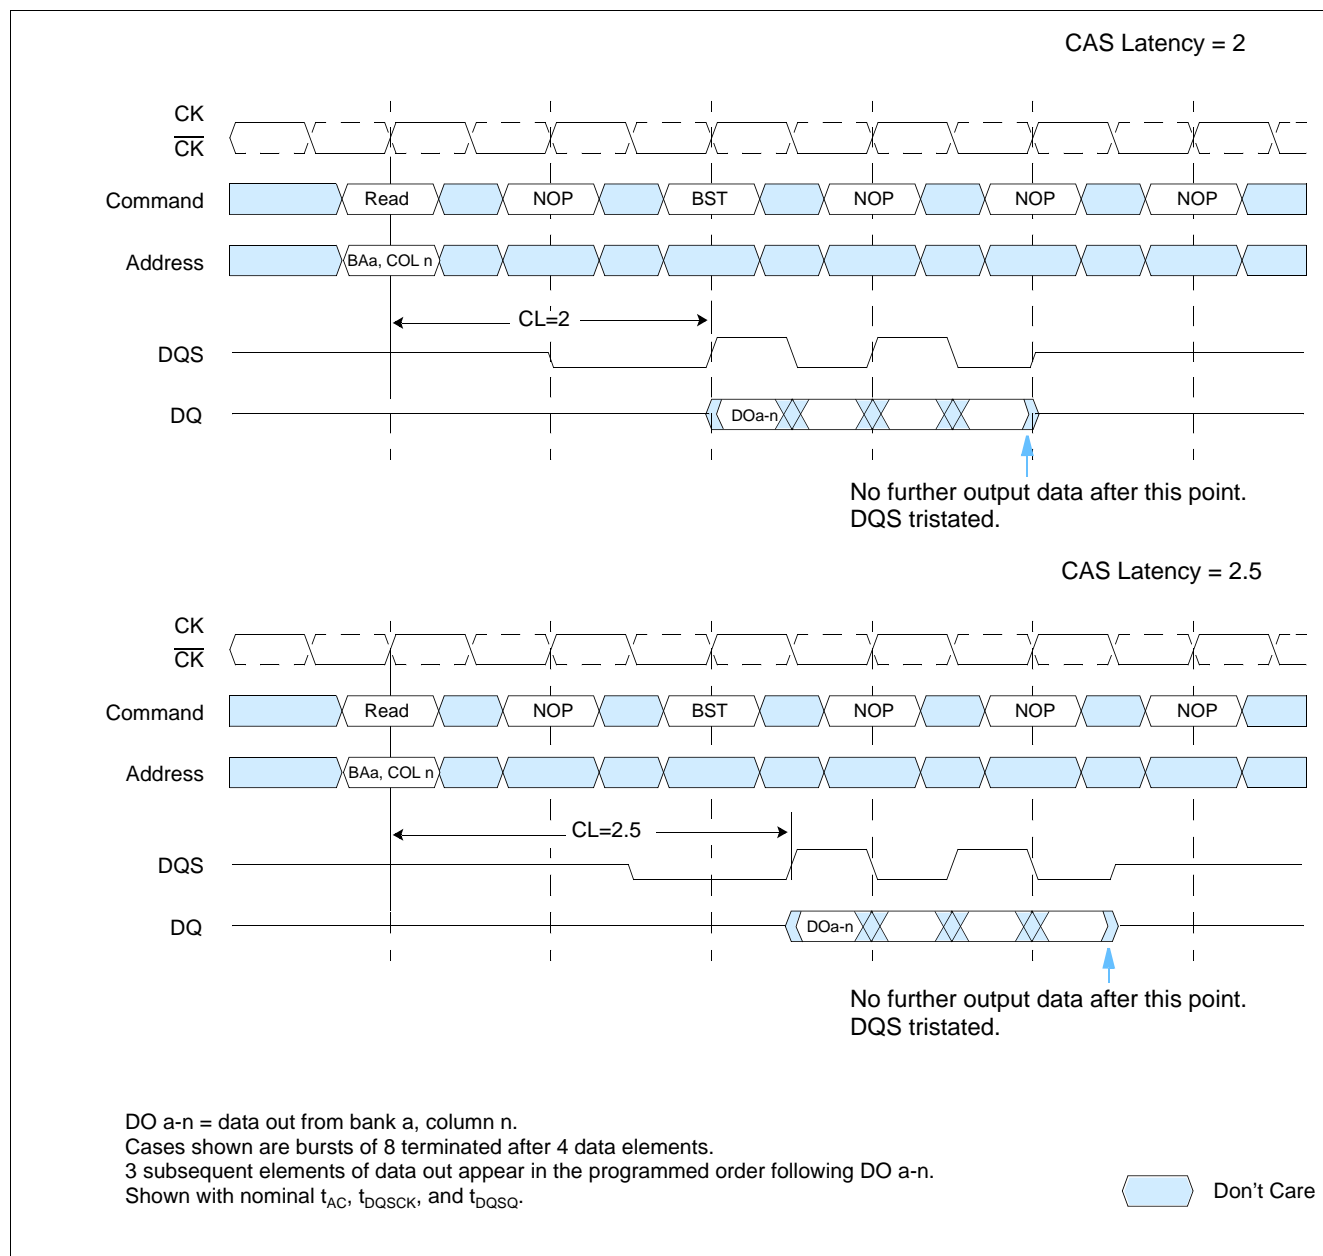 CAS Latency = 2
CK
CK
Command
Read
NOP
BST
NOP
NOP
NOP
Address
BAa, COL n
CL=2
DQS
DQ
DOa-n
No further output data after this point.
DQS tristated.
CAS Latency = 2.5
CK
CK
Command
Read
NOP
BST
NOP
NOP
NOP
Address
BAa, COL n
CL=2.5
DQS
DQ
DOa-n
No further output data after this point.
DQS tristated.
DO a-n = data out from bank a, column n.
Cases shown are bursts of 8 terminated after 4 data elements.
3 subsequent elements of data out appear in the programmed order following DO a-n.
Shown with nominal tAC, tDQSCK, and tDQSQ.
Don't Care